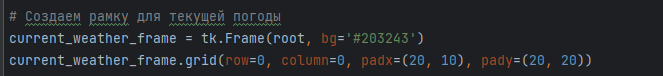 # Создаем рамку для текущей погоды
current_weather_frame = tk.Frame(root, bg='#203243')
current_weather_frame.grid(row=0, column=0, padx=(20, 10), pady=(20, 20))